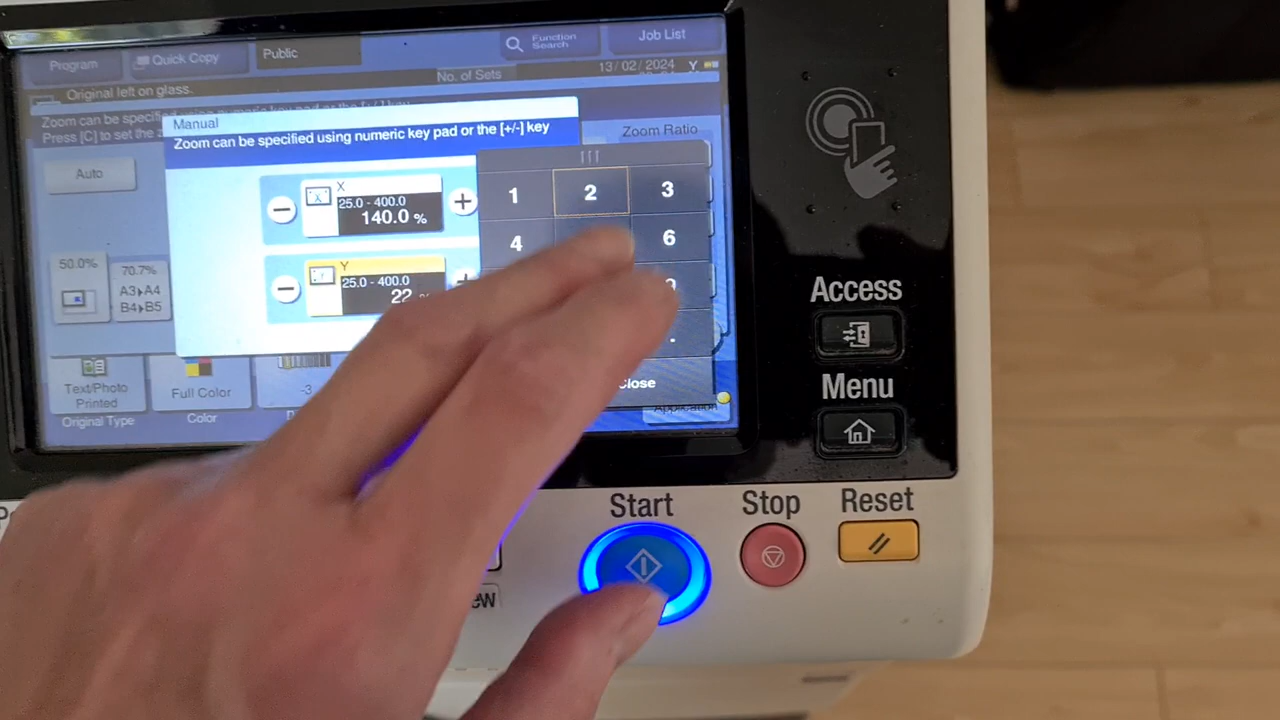 Program
Quick Copy
Public
Function Search
Job List
No. of Sets
13/02/2024
Original left on glass.
Zoom can be specified using numeric key pad or the [+/-] key
Press [C] to set the
Manual
Zoom can be specified using numeric key pad or the [+/-] key
Zoom Ratio
Auto
X
25.0 - 400.0
140.0 %
Y
25.0 - 400.0
22 %
1
2
3
4
6
9
.
Close
50.0%
70.7%
A3▸A4
B4▸B5
Text/Photo
Printed
Original Type
Full Color
Color
-3
Application
Access
Menu
Start
Stop
Reset